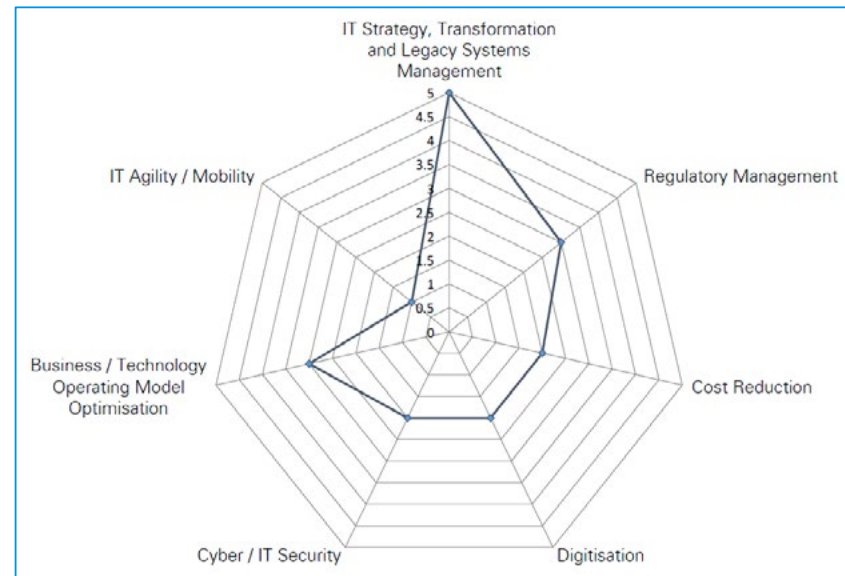 IT Strategy, Transformation
and Legacy Systems
Management
5
4.5
4
3.5
3
2.5
2
1.5
1
0.5
0
IT Agility / Mobility
Regulatory Management
Business / Technology
Operating Model
Optimisation
Cost Reduction
Cyber / IT Security
Digitisation